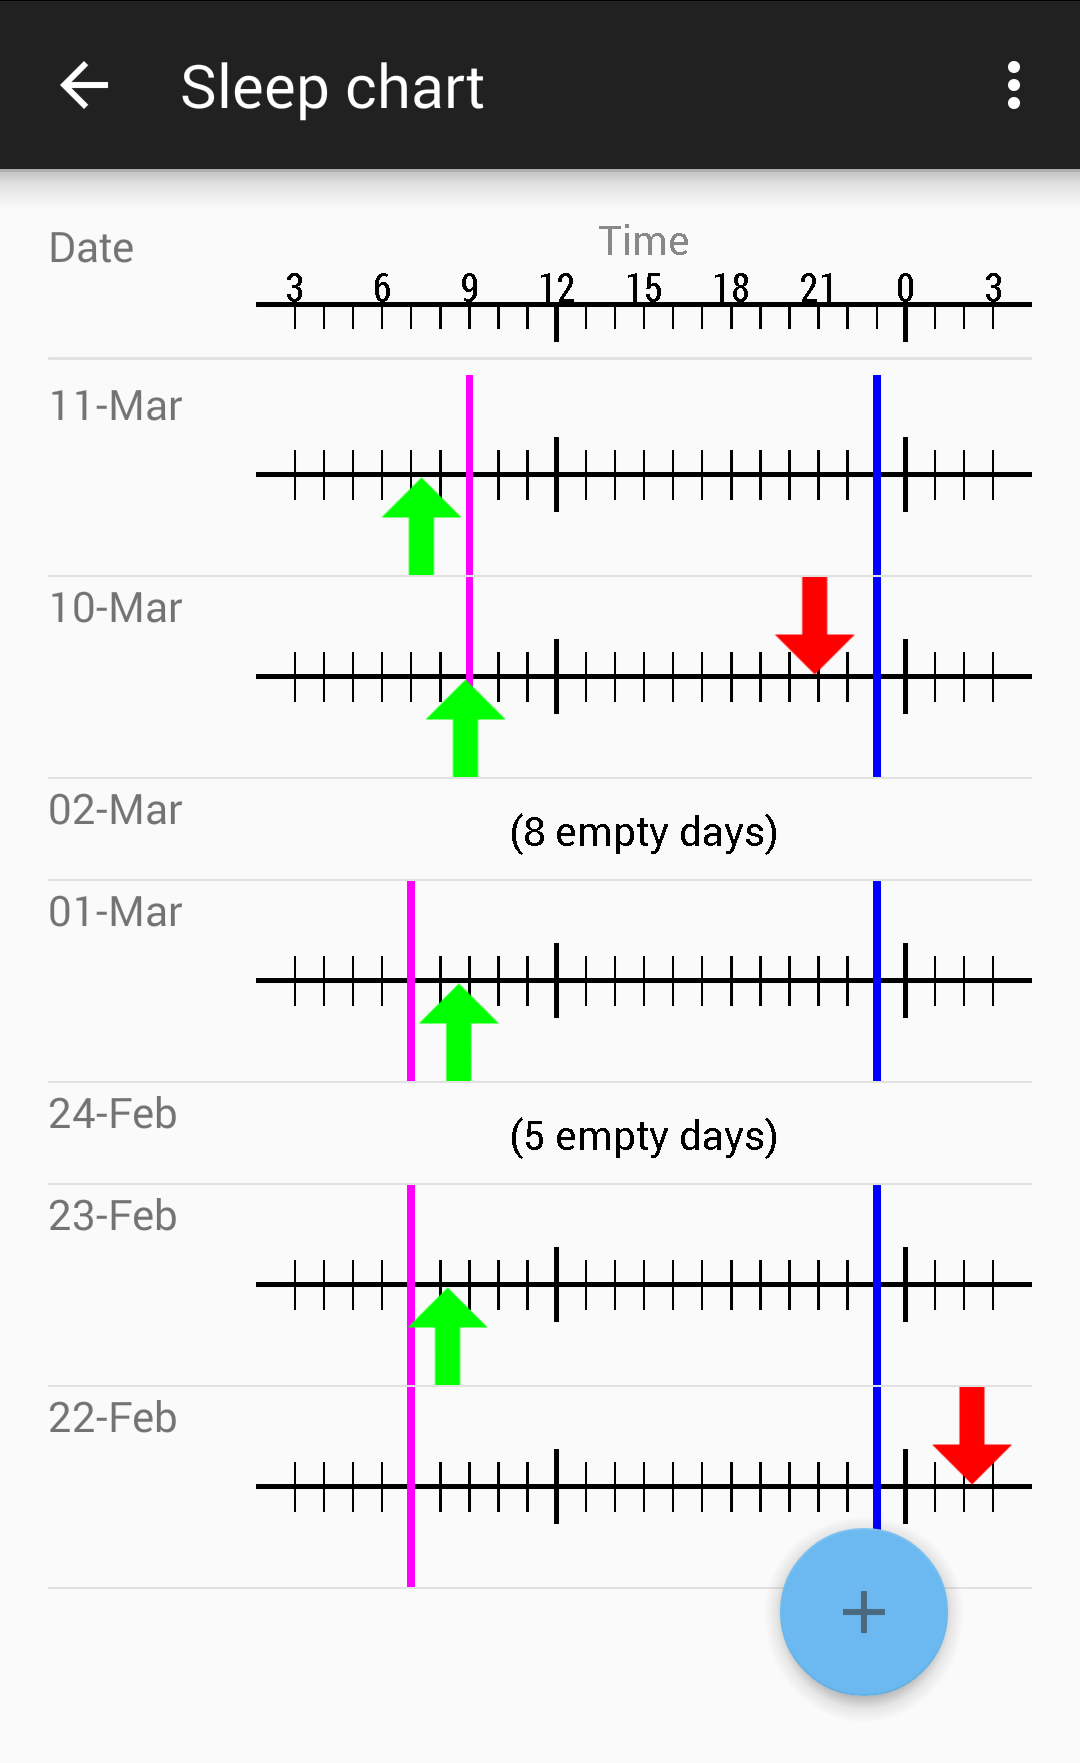 Sleep chart
Date
Time
3 6 9 12 15 18 21 0 3
11-Mar
10-Mar
02-Mar
(8 empty days)
01-Mar
24-Feb
(5 empty days)
23-Feb
22-Feb
+